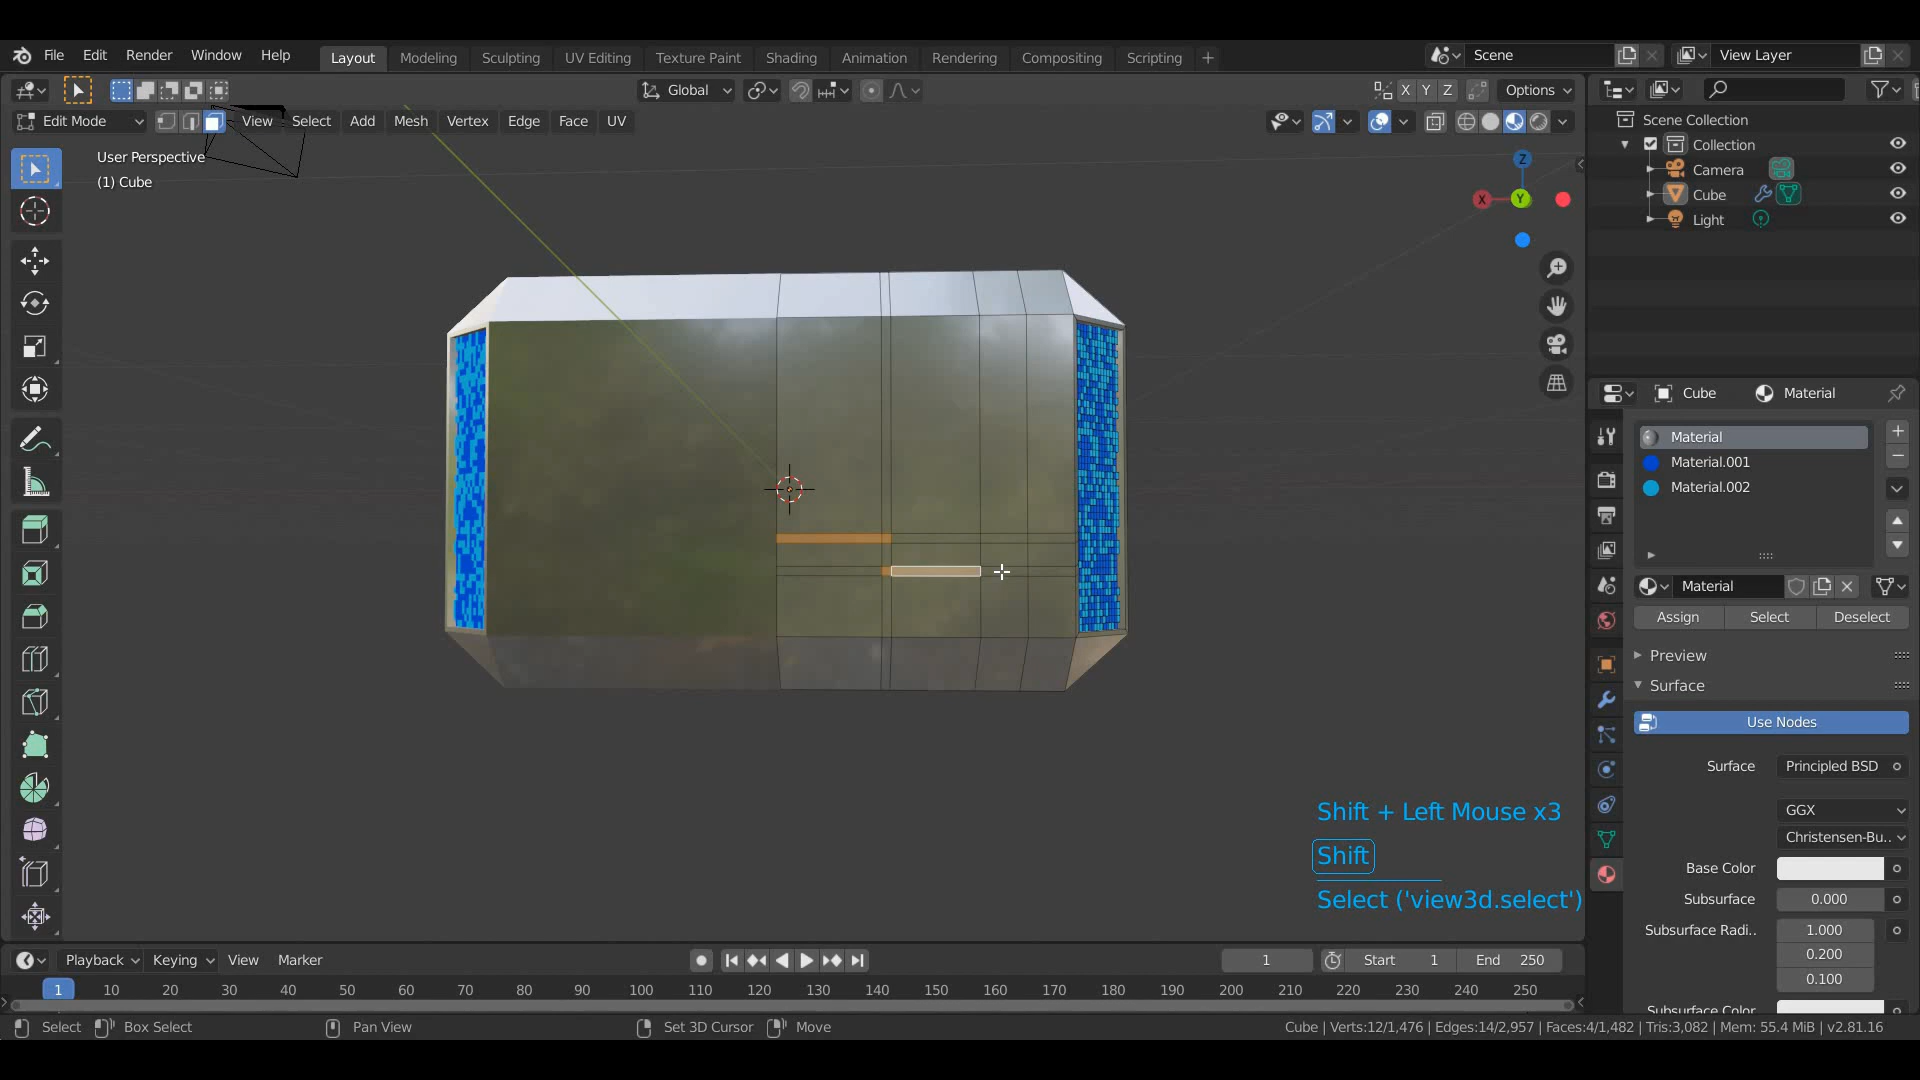 File Edit Render Window Help Layout Modeling Sculpting UV Editing Texture Paint Shading Animation Rendering Compositing Scripting + Scene View Layer
Global X Y Z Options
Edit Mode View Select Add Mesh Vertex Edge Face UV
User Perspective
(1) Cube
Z
X Y
Scene Collection
Collection
Camera
Cube
Light
Cube Material
Material
Material.001
Material.002
Material
Assign Select Deselect
Preview
Surface
Use Nodes
Surface Principled BSD
GGX
Christensen-Bu..
Base Color
Subsurface 0.000
Subsurface Radi.. 1.000
0.200
0.100
Subsurface Color
Shift + Left Mouse x3
Shift
Select ('view3d.select')
Playback Keying View Marker 1 Start 1 End 250
1 10 20 30 40 50 60 70 80 90 100 110 120 130 140 150 160 170 180 190 200 210 220 230 240 250
Select Box Select Pan View Set 3D Cursor Move Cube | Verts:12/1,476 | Edges:14/2,957 | Faces:4/1,482 | Tris:3,082 | Mem: 55.4 MiB | v2.81.16